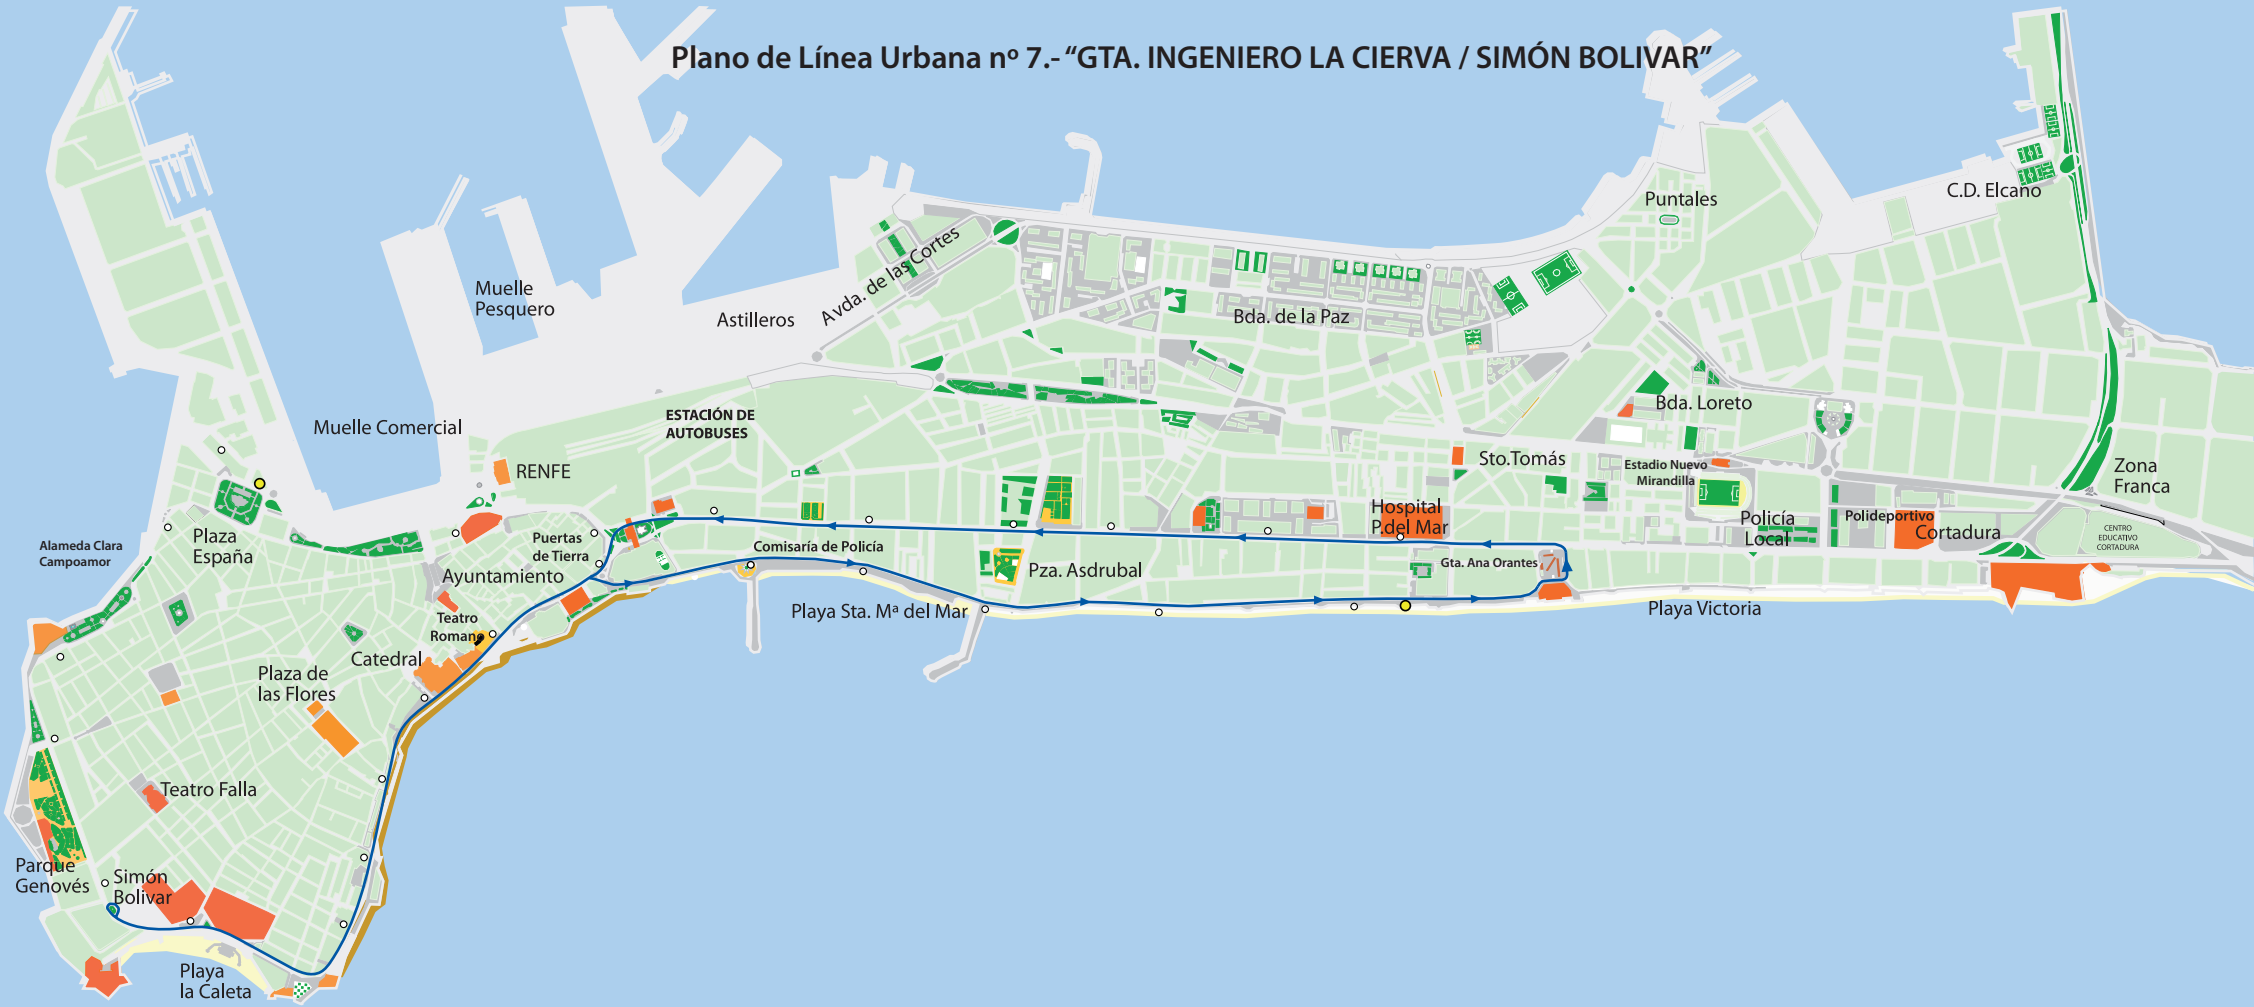 Plano de Línea Urbana nº 7.- “GTA. INGENIERO LA CIERVA / SIMÓN BOLIVAR”
C.D. Elcano
Puntales
Avda. de las Cortes
Muelle
Pesquero
Astilleros
Bda. de la Paz
Bda. Loreto
ESTACIÓN DE
AUTOBUSES
Muelle Comercial
RENFE
Sto.Tomás
Estadio Nuevo
Mirandilla
Zona
Franca
Hospital
P.del Mar
Policía
Local
Polideportivo
Cortadura
CENTRO
EDUCATIVO
CORTADURA
Plaza
España
Alameda Clara
Campoamor
Puertas
de Tierra
Comisaría de Policía
Ayuntamiento
Pza. Asdrubal
Gta. Ana Orantes
Playa Sta. Mª del Mar
Playa Victoria
Teatro
Romano
Catedral
Plaza de
las Flores
Teatro Falla
Parque
Genovés
Simón
Bolivar
Playa
la Caleta